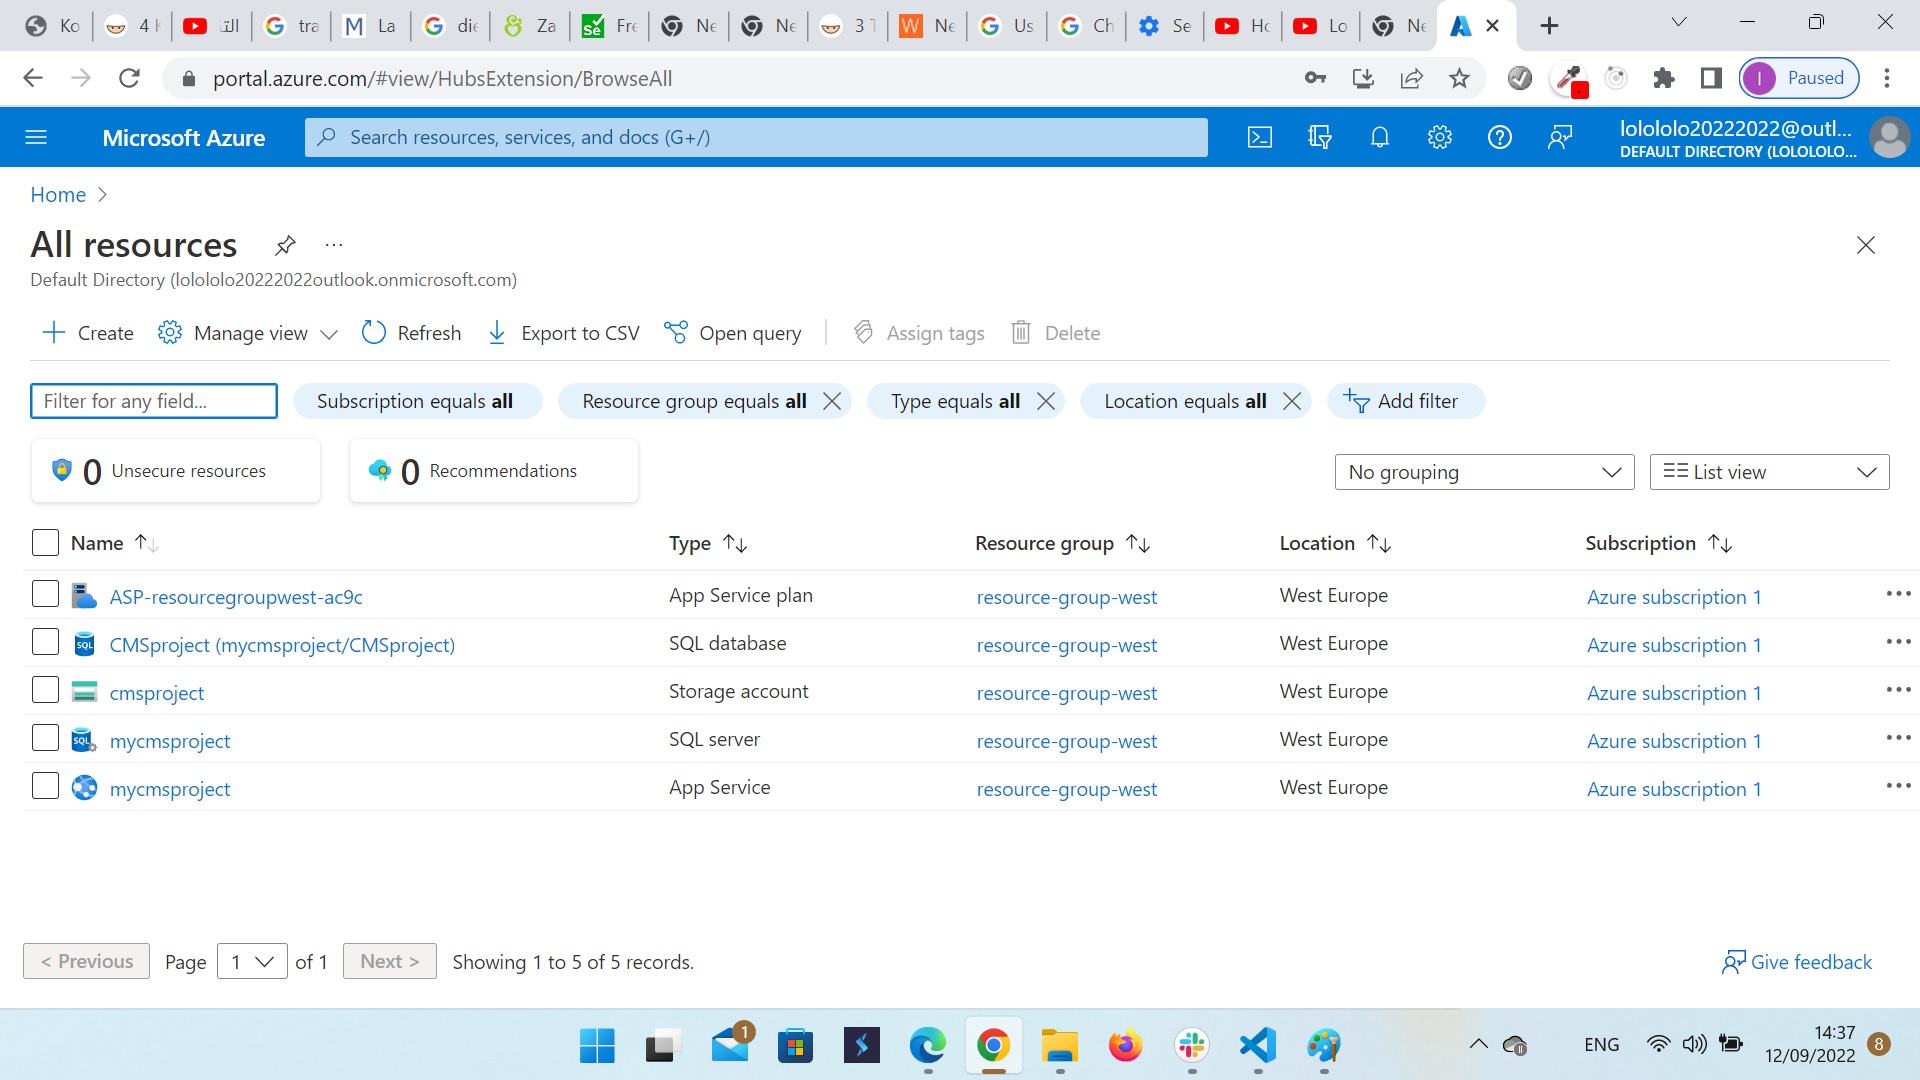 Ko
4 k
الت
tra
La
die
Za
Fre
Ne
Ne
3 T
Ne
Us
Ch
Se
Ho
Lo
Ne
portal.azure.com/#view/HubsExtension/BrowseAll
I Paused
Microsoft Azure
Search resources, services, and docs (G+/)
lolololo20222022@outl...
DEFAULT DIRECTORY (LOLOLOLO...
Home
All resources
Default Directory (lolololo20222022outlook.onmicrosoft.com)
Create
Manage view
Refresh
Export to CSV
Open query
Assign tags
Delete
Filter for any field...
Subscription equals all
Resource group equals all
Type equals all
Location equals all
Add filter
0 Unsecure resources
0 Recommendations
No grouping
List view
Name Type Resource group Location Subscription
ASP-resourcegroupwest-ac9c App Service plan resource-group-west West Europe Azure subscription 1
CMSproject (mycmsproject/CMSproject) SQL database resource-group-west West Europe Azure subscription 1
cmsproject Storage account resource-group-west West Europe Azure subscription 1
mycmsproject SQL server resource-group-west West Europe Azure subscription 1
mycmsproject App Service resource-group-west West Europe Azure subscription 1
< Previous Page 1 of 1 Next > Showing 1 to 5 of 5 records.
Give feedback
1
ENG
14:37
12/09/2022
8